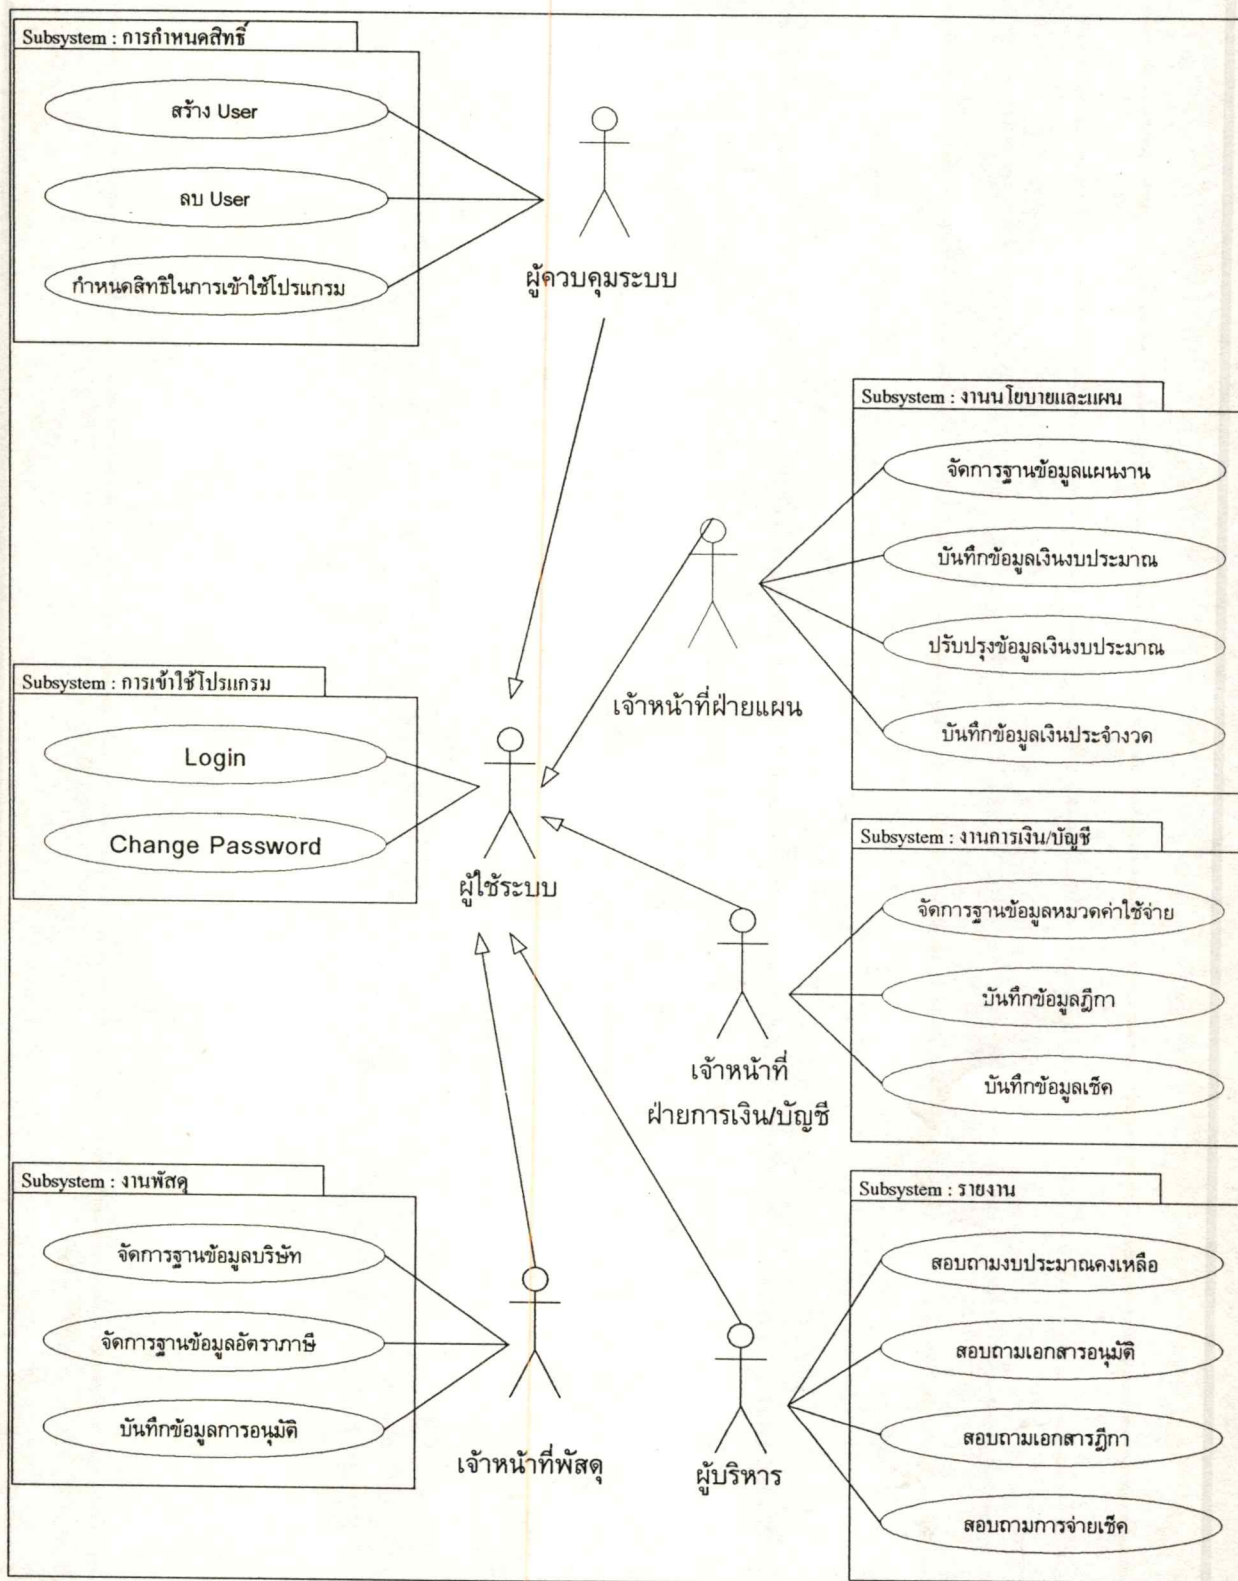 Subsystem : การกำหนดสิทธิ์
สร้าง User
ลบ User
กำหนดสิทธิในการเข้าใช้โปรแกรม
ผู้ควบคุมระบบ
Subsystem : งานนโยบายและแผน
จัดการฐานข้อมูลแผนงาน
บันทึกข้อมูลเงินงบประมาณ
ปรับปรุงข้อมูลเงินงบประมาณ
บันทึกข้อมูลเงินประจำงวด
เจ้าหน้าที่ฝ่ายแผน
Subsystem : การเข้าใช้โปรแกรม
Login
Change Password
ผู้ใช้ระบบ
Subsystem : งานการเงิน/บัญชี
จัดการฐานข้อมูลหมวดค่าใช้จ่าย
บันทึกข้อมูลฎีกา
บันทึกข้อมูลเช็ค
เจ้าหน้าที่
ฝ่ายการเงิน/บัญชี
Subsystem : งานพัสดุ
จัดการฐานข้อมูลบริษัท
จัดการฐานข้อมูลอัตราภาษี
บันทึกข้อมูลการอนุมัติ
เจ้าหน้าที่พัสดุ
Subsystem : รายงาน
สอบถามงบประมาณคงเหลือ
สอบถามเอกสารอนุมัติ
สอบถามเอกสารฎีกา
สอบถามการจ่ายเช็ค
ผู้บริหาร